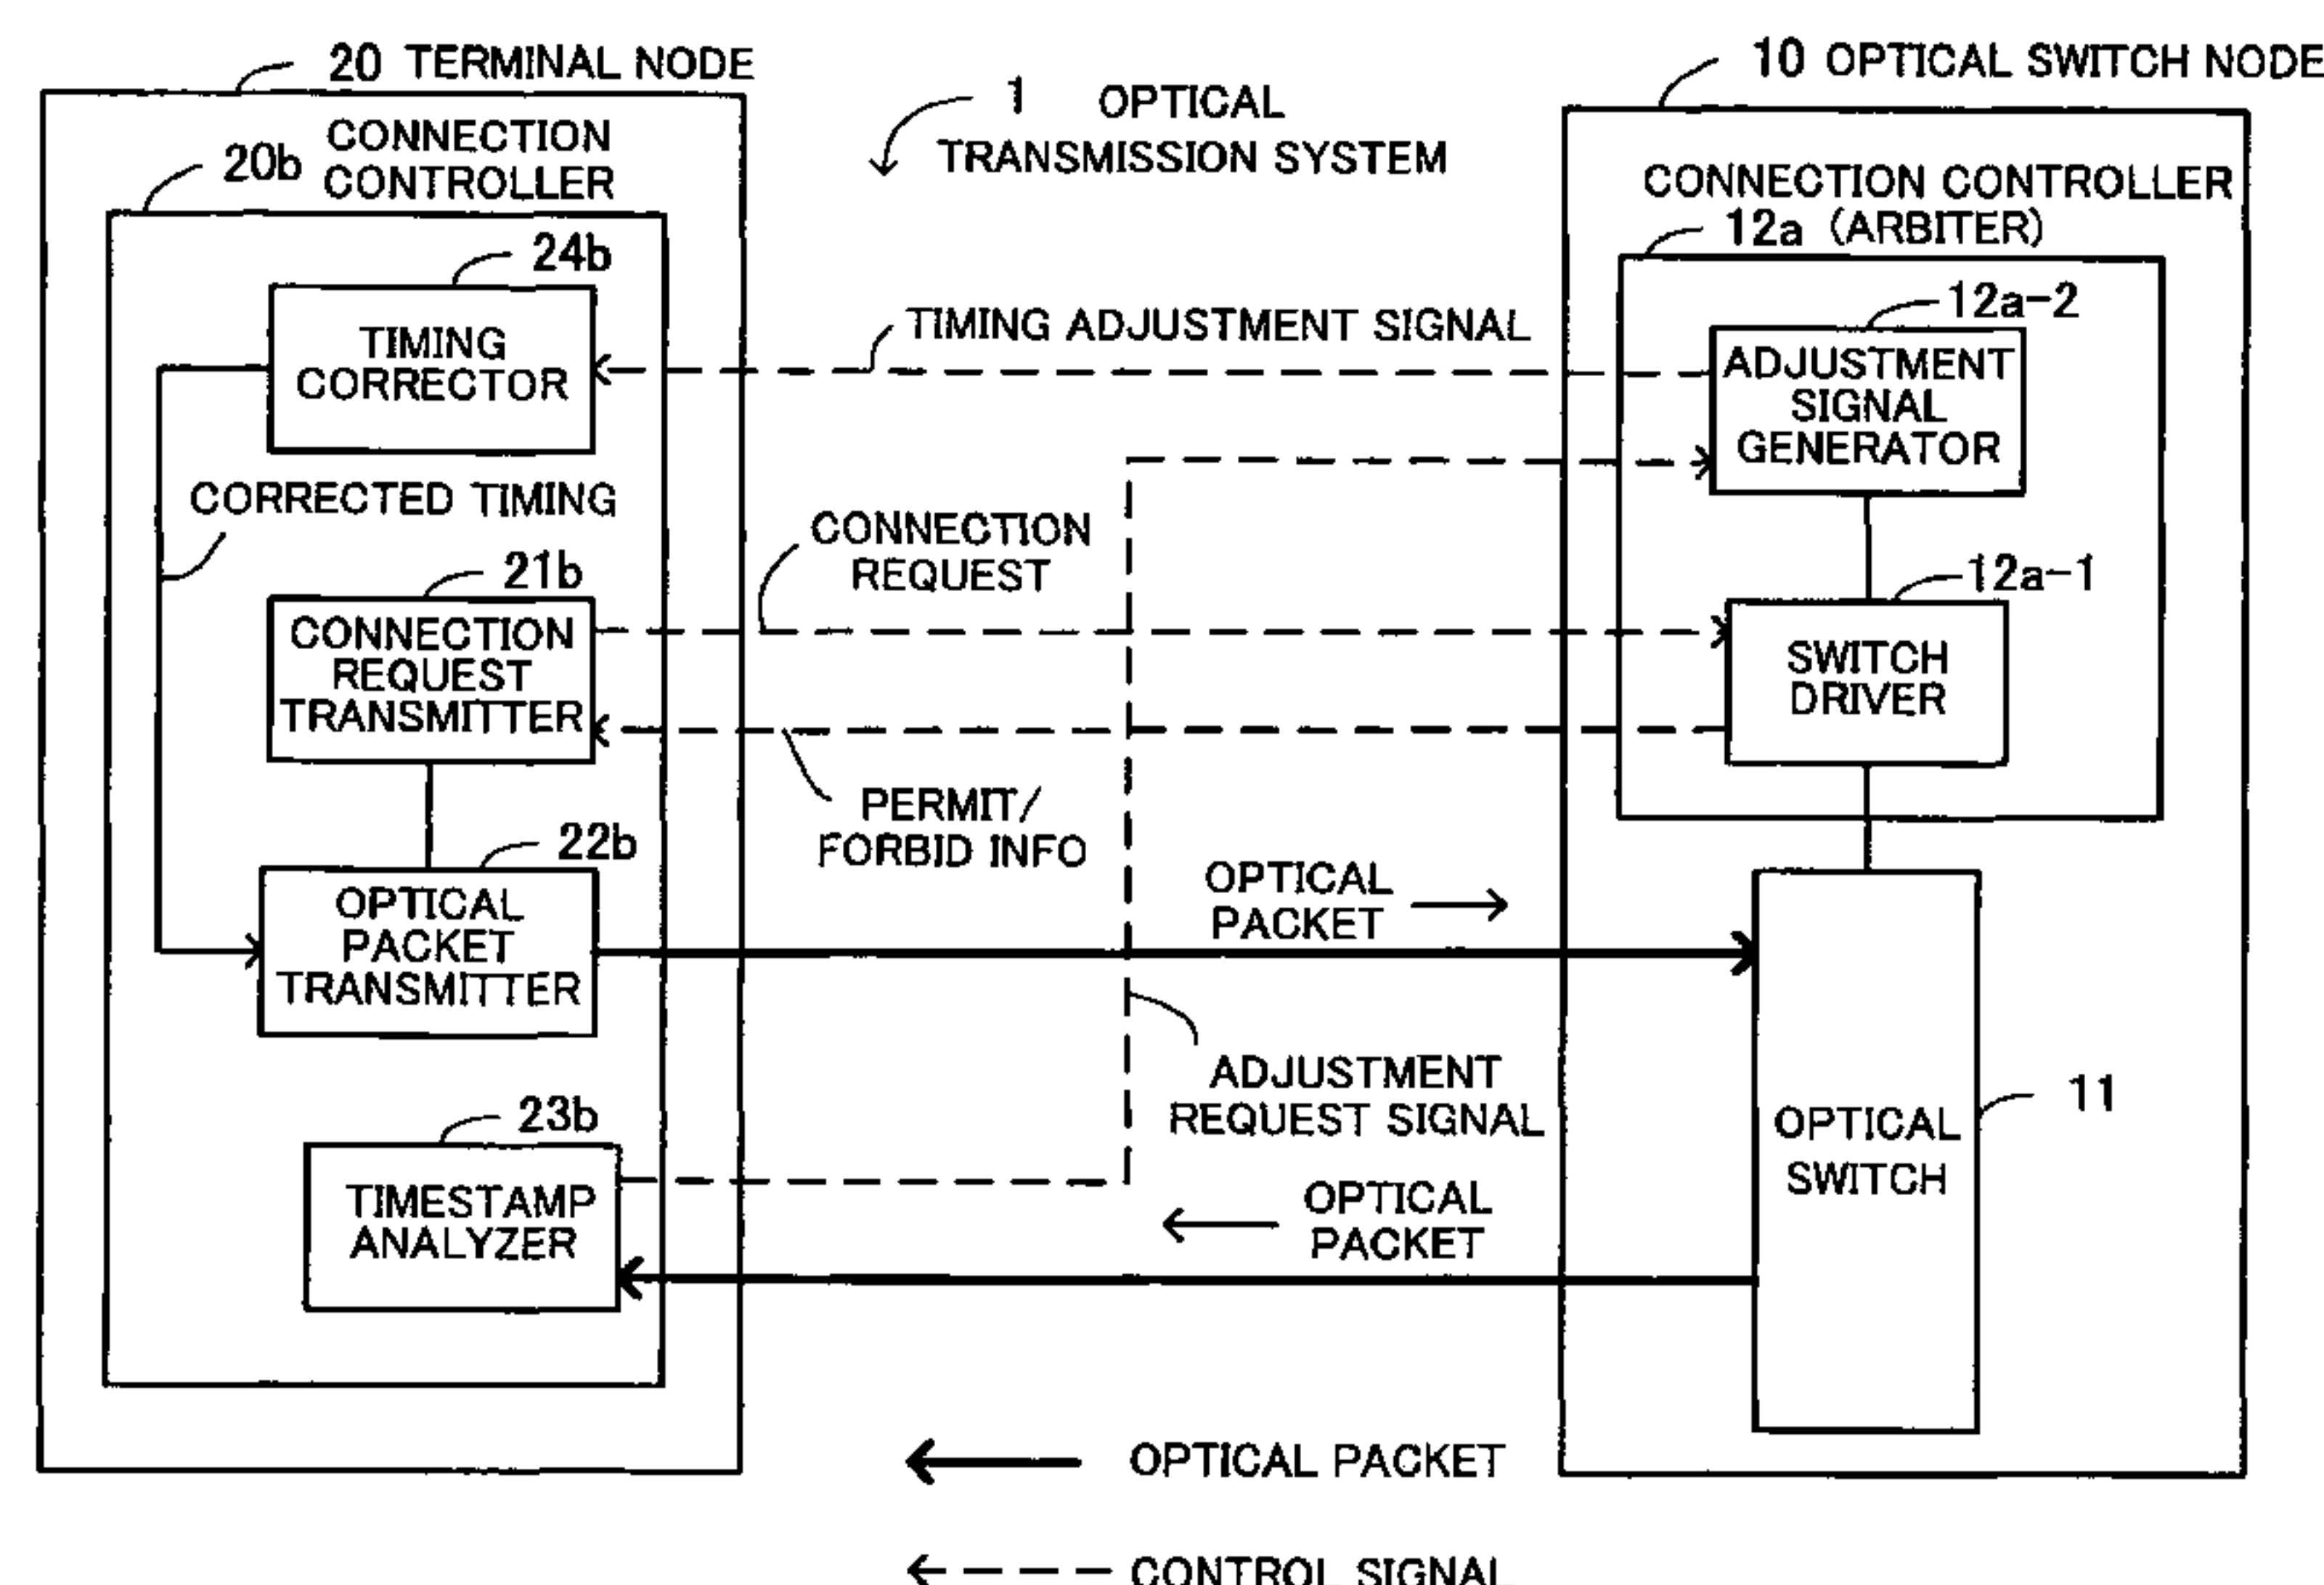 20 TERMINAL NODE
20b CONNECTION
CONTROLLER
24b
TIMING
CORRECTOR
CORRECTED TIMING
21b
CONNECTION
REQUEST
TRANSMITTER
22b
OPTICAL
PACKET
TRANSMITTER
23b
TIMESTAMP
ANALYZER
1 OPTICAL
TRANSMISSION SYSTEM
TIMING ADJUSTMENT SIGNAL
CONNECTION
REQUEST
PERMIT/
FORBID INFO
OPTICAL
PACKET
ADJUSTMENT
REQUEST SIGNAL
OPTICAL
PACKET
10 OPTICAL SWITCH NODE
CONNECTION CONTROLLER
12a (ARBITER)
12a-2
ADJUSTMENT
SIGNAL
GENERATOR
12a-1
SWITCH
DRIVER
11
OPTICAL
SWITCH
OPTICAL PACKET
CONTROL SIGNAL